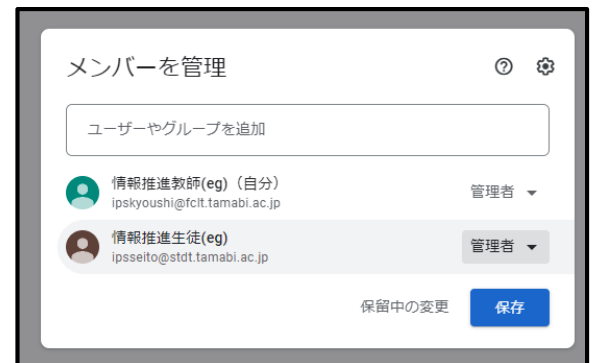 メンバーを管理
ユーザーやグループを追加
情報推進教師(eg)（自分）
管理者
ipskyoushi@fclt.tamabi.ac.jp
情報推進生徒(eg)
管理者
ipsseito@stdt.tamabi.ac.jp
保留中の変更
保存